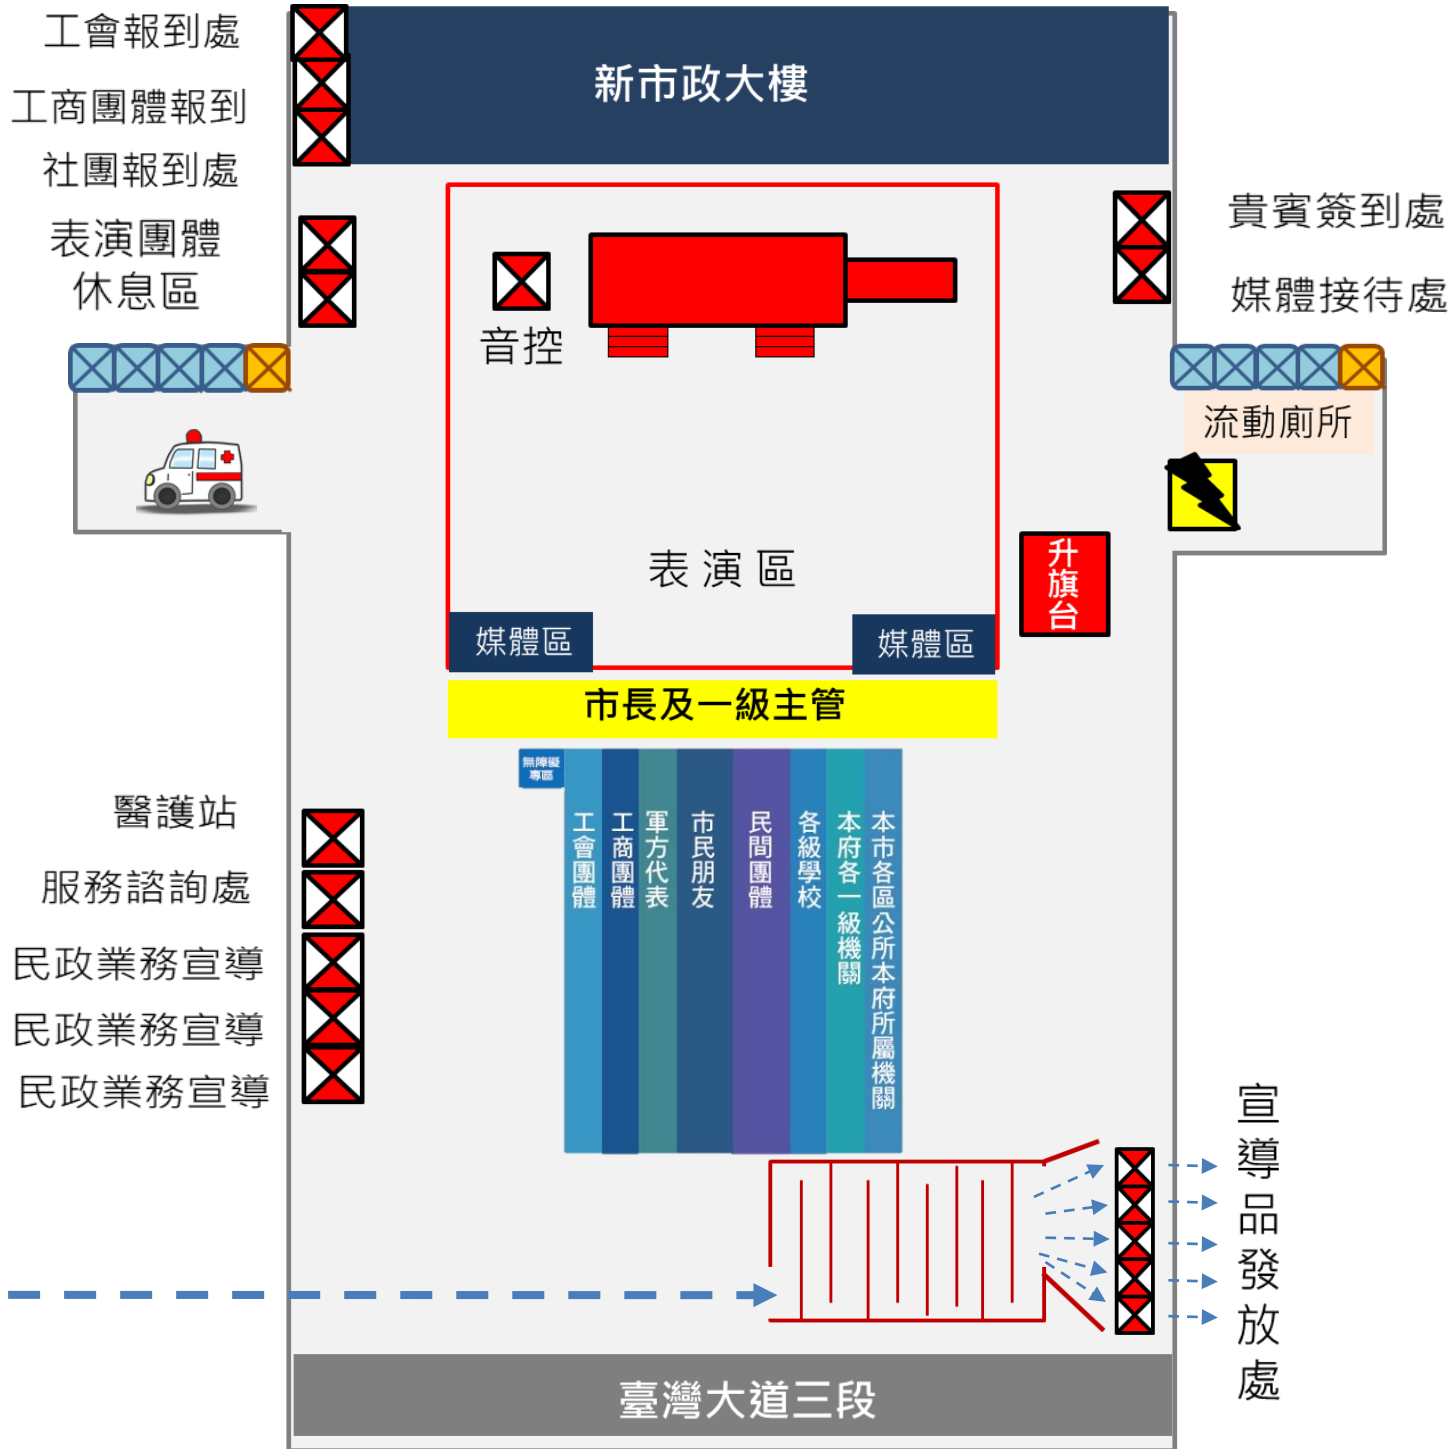 工會報到處
新市政大樓
工商團體報到
社團報到處
表演團體
休息區
貴賓簽到處
媒體接待處
音控
流動廁所
升旗台
表演區
媒體區
媒體區
市長及一級主管
無障礙
專區
工會團體
工商團體
軍方代表
市民朋友
民間團體
各級學校
本府各一級機關
本市各區公所本府所屬機關
醫護站
服務諮詢處
民政業務宣導
民政業務宣導
民政業務宣導
宣導品發放處
臺灣大道三段